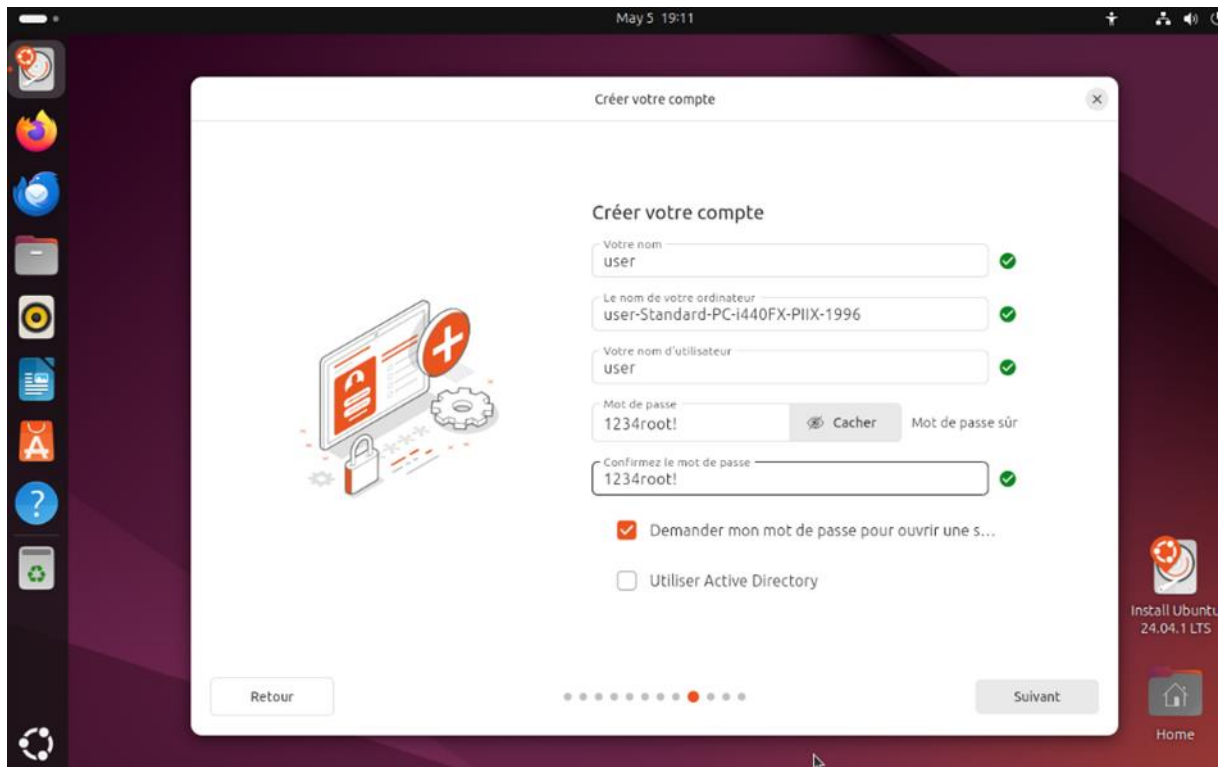 May 5 19:11
Créer votre compte
Créer votre compte
Votre nom
user
Le nom de votre ordinateur
user-Standard-PC-i440FX-PIIX-1996
Votre nom d'utilisateur
user
Mot de passe
1234root!
Cacher
Mot de passe sûr
Confirmez le mot de passe
1234root!
Demander mon mot de passe pour ouvrir une s...
Utiliser Active Directory
Install Ubuntu
24.04.1 LTS
Retour
Suivant
Home